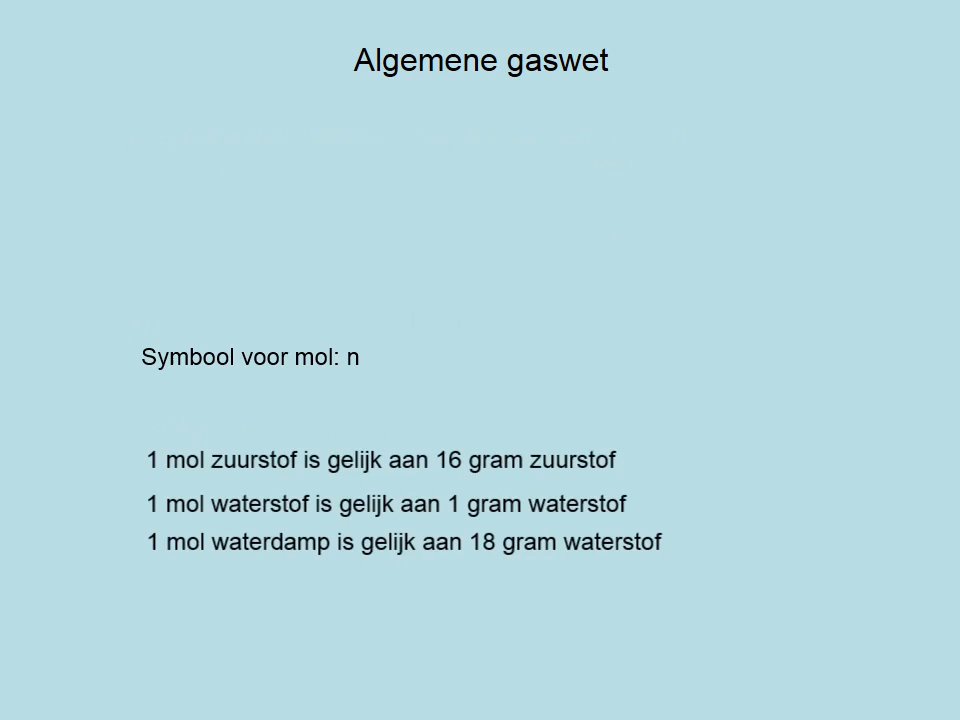 Algemene gaswet
Symbool voor mol: n
1 mol zuurstof is gelijk aan 16 gram zuurstof
1 mol waterstof is gelijk aan 1 gram waterstof
1 mol waterdamp is gelijk aan 18 gram waterstof